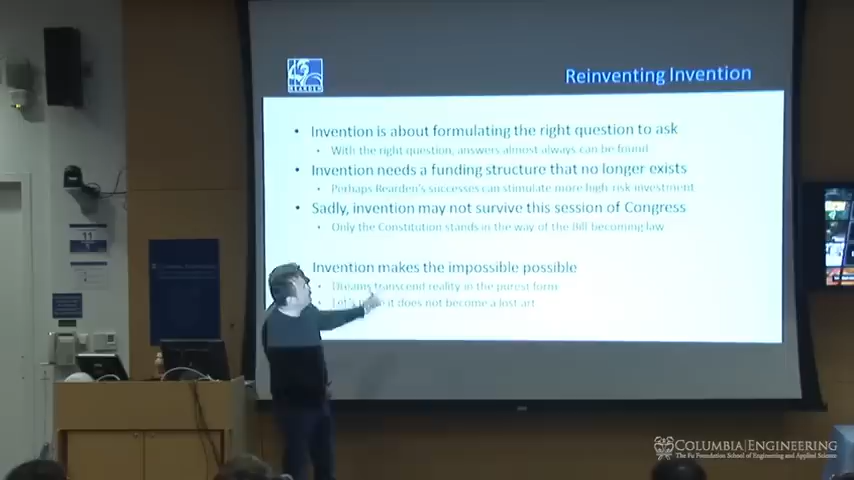 REARDEN
Reinventing Invention
• Invention is about formulating the right question to ask
• With the right question, answers almost always can be found
• Invention needs a funding structure that no longer exists
• Perhaps Rearden's successes can stimulate more high-risk investment
• Sadly, invention may not survive this session of Congress
• Only the Constitution stands in the way of the Bill becoming law
Invention makes the impossible possible
• Dreams transcend reality in the purest form
• Let's it does not become a lost art
11
COLUMBIA ENGINEERING
COLUMBIA|ENGINEERING
The Fu Foundation School of Engineering and Applied Science